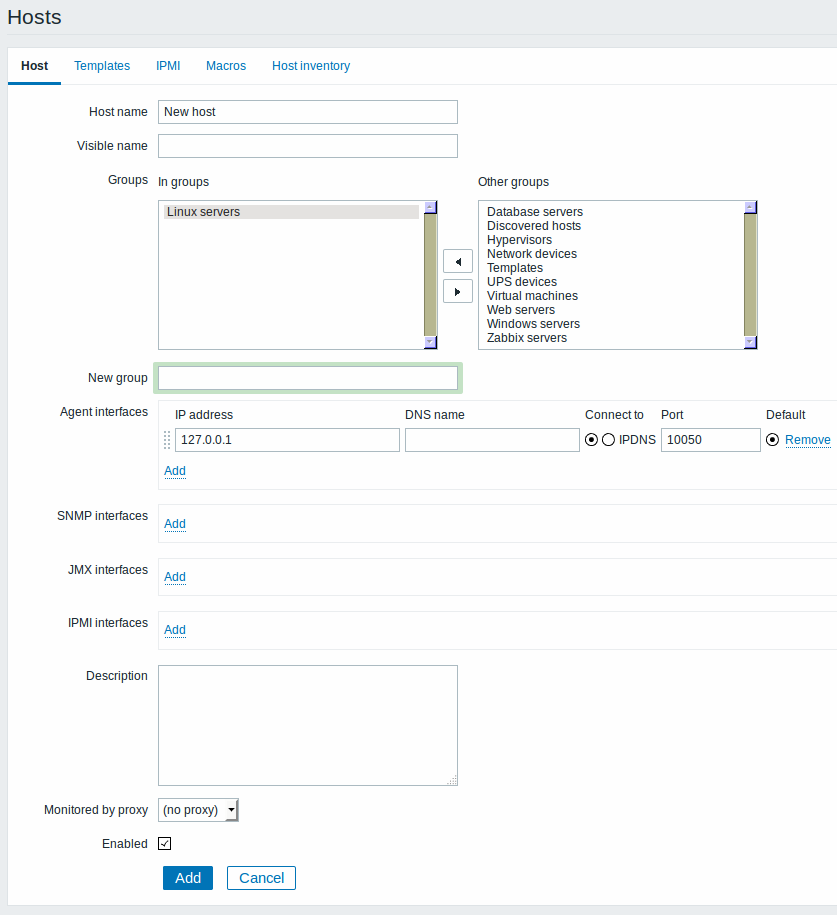 Hosts
Host Templates IPMI Macros Host inventory
Host name New host
Visible name
Groups In groups Other groups
Linux servers
Database servers
Discovered hosts
Hypervisors
Network devices
Templates
UPS devices
Virtual machines
Web servers
Windows servers
Zabbix servers
New group
Agent interfaces IP address DNS name Connect to Port Default
127.0.0.1 IPDNS 10050 Remove
Add
SNMP interfaces Add
JMX interfaces Add
IPMI interfaces Add
Description
Monitored by proxy (no proxy)
Enabled
Add Cancel